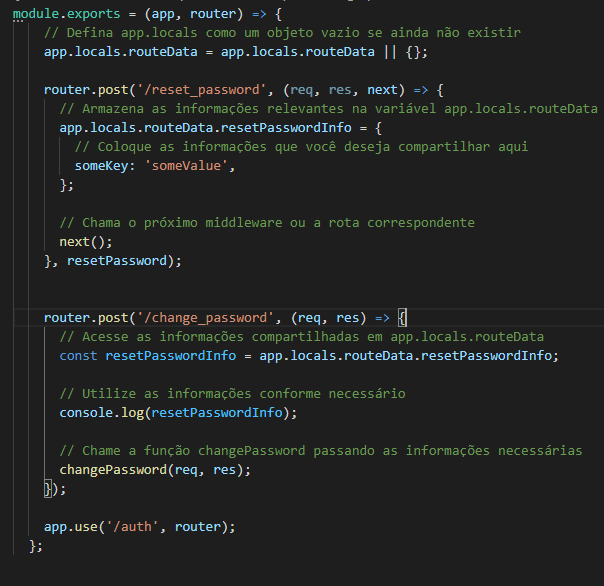 module.exports = (app, router) => {
// Defina app.locals como um objeto vazio se ainda não existir
app.locals.routeData = app.locals.routeData || {};
router.post('/reset_password', (req, res, next) => {
// Armazena as informações relevantes na variável app.locals.routeData
app.locals.routeData.resetPasswordInfo = {
// Coloque as informações que você deseja compartilhar aqui
someKey: 'someValue',
};
// Chama o próximo middleware ou a rota correspondente
next();
}, resetPassword);
router.post('/change_password', (req, res) => {
// Acesse as informações compartilhadas em app.locals.routeData
const resetPasswordInfo = app.locals.routeData.resetPasswordInfo;
// Utilize as informações conforme necessário
console.log(resetPasswordInfo);
// Chame a função changePassword passando as informações necessárias
changePassword(req, res);
});
app.use('/auth', router);
};